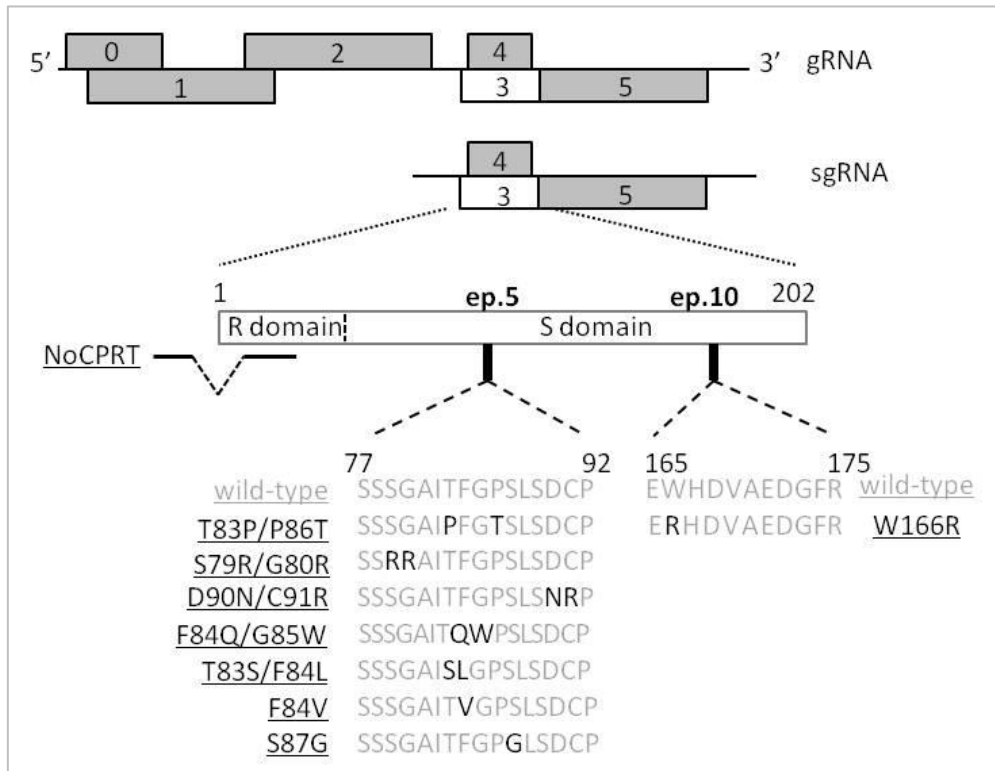 0 2 4
5′ 3′ gRNA
1 3 5
4
sgRNA
3 5
1 ep.5 ep.10 202
R domain S domain
NoCPRT
77 92 165 175
wild-type SSSGAITFGPSLSDCP EWHDVAEDGFR wild-type
T83P/P86T SSSGAIPFGTSLSDCP ERHDVAEDGFR W166R
S79R/G80R SSRRAITFGPSLSDCP
D90N/C91R SSSGAITFGPSLSNRP
F84Q/G85W SSSGAITQWPSLSDCP
T83S/F84L SSSGAISLGPSLSDCP
F84V SSSGAITVGPSLSDCP
S87G SSSGAITFGPGLSDCP